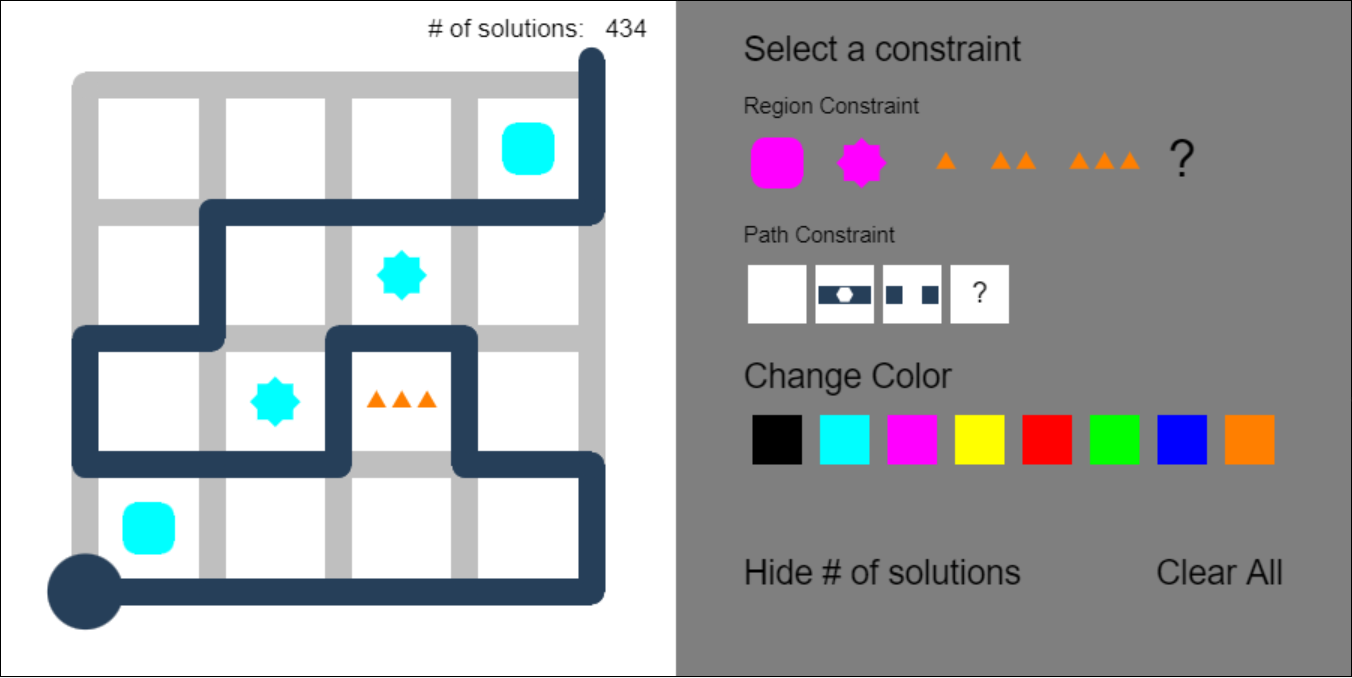 # of solutions: 434
Select a constraint
Region Constraint
?
Path Constraint
?
Change Color
Hide # of solutions
Clear All